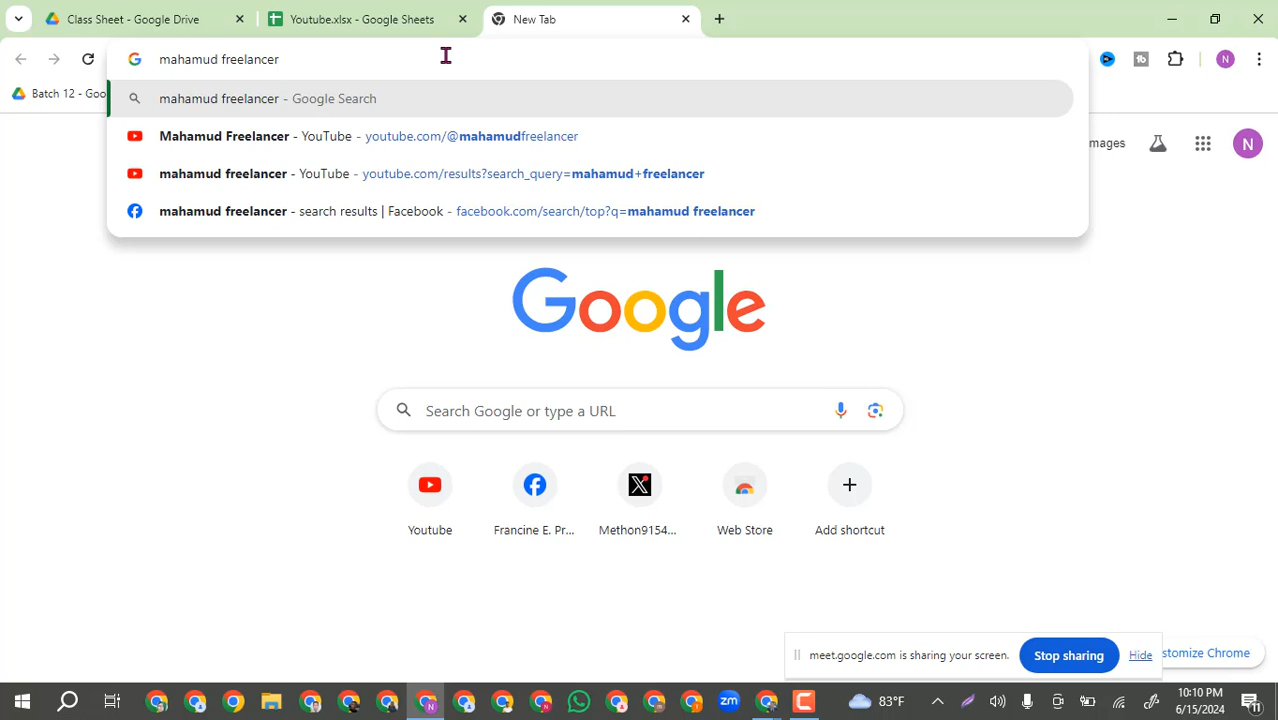 Class Sheet - Google Drive
Youtube.xlsx - Google Sheets
New Tab
mahamud freelancer
Batch 12 - Goo
mahamud freelancer - Google Search
Mahamud Freelancer - YouTube - youtube.com/@mahamudfreelancer
mahamud freelancer - YouTube - youtube.com/results?search_query=mahamud+freelancer
mahamud freelancer - search results | Facebook - facebook.com/search/top?q=mahamud freelancer
mages
N
N
Google
Search Google or type a URL
Youtube
Francine E. Pr...
Methon9154...
Web Store
Add shortcut
meet.google.com is sharing your screen.
Stop sharing
Hide
stomize Chrome
zm
83°F
10:10 PM
6/15/2024